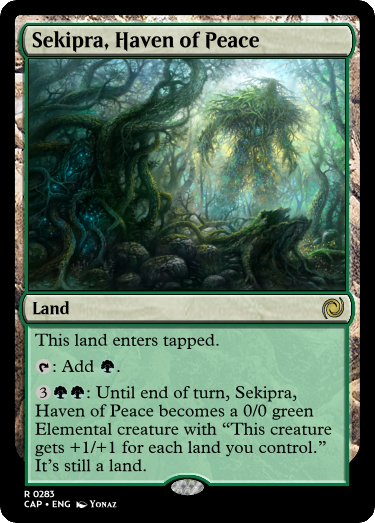 Sekipra, Haven of Peace
Land
This land enters tapped.
: Add .
3: Until end of turn, Sekipra,
Haven of Peace becomes a 0/0 green
Elemental creature with “This creature
gets +1/+1 for each land you control.”
It's still a land.
R 0283
CAP • ENG Yonaz